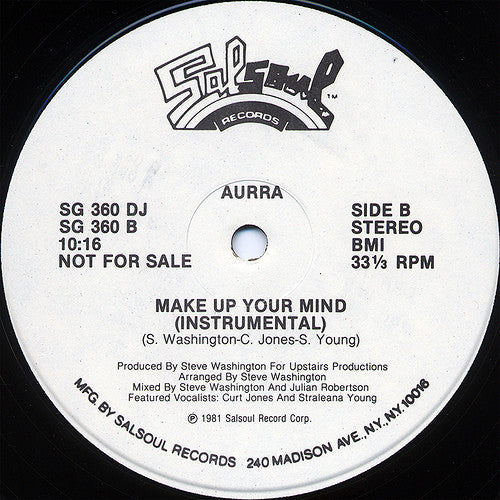 Salsoul
TM
RECORDS
AURRA
SG 360 DJ
SG 360 B
10:16
NOT FOR SALE
SIDE B
STEREO
BMI
33⅓ RPM
MAKE UP YOUR MIND
(INSTRUMENTAL)
(S. Washington-C. Jones-S. Young)
Produced By Steve Washington For Upstairs Productions
Arranged By Steve Washington
Mixed By Steve Washington And Julian Robertson
Featured Vocalists: Curt Jones And Straleana Young
℗ 1981 Salsoul Record Corp.
MFG. BY SALSOUL RECORDS 240 MADISON AVE., NY., N.Y. 10016